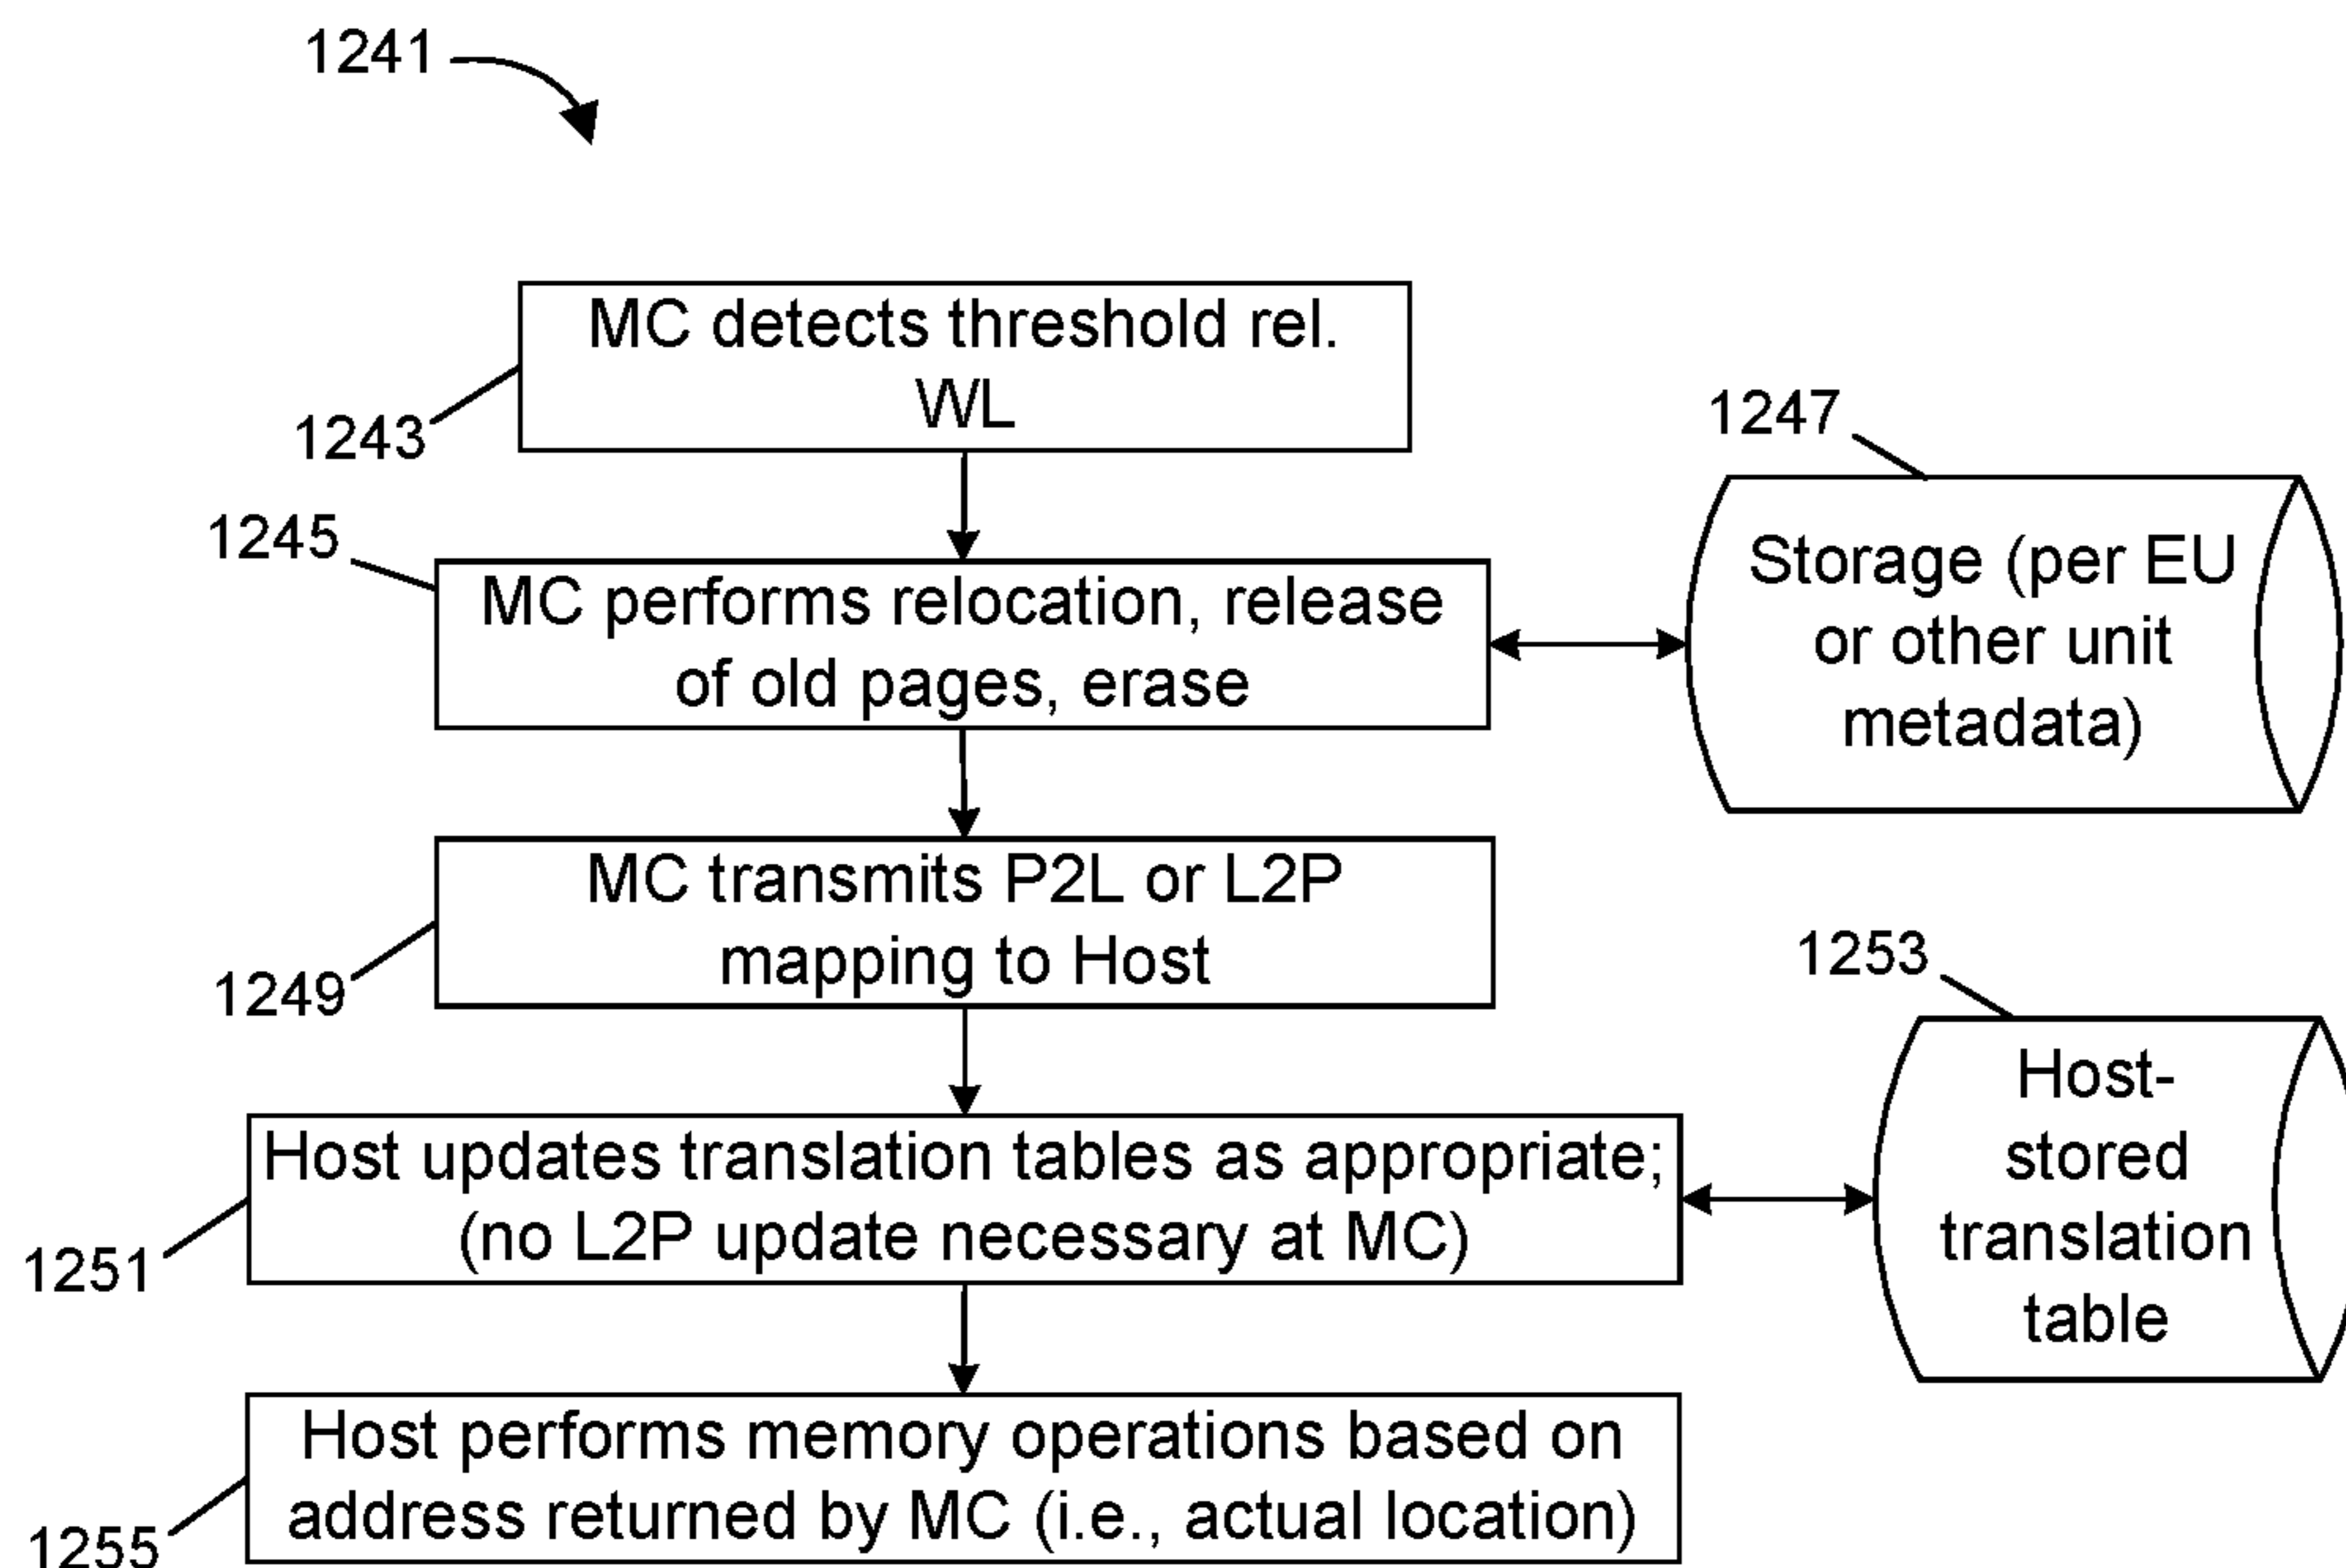 1241
MC detects threshold rel.
WL
1243
1247
1245
Storage (per EU
or other unit
metadata)
MC performs relocation, release
of old pages, erase
MC transmits P2L or L2P
mapping to Host
1249
1253
Host-
stored
translation
table
Host updates translation tables as appropriate;
(no L2P update necessary at MC)
1251
Host performs memory operations based on
address returned by MC (i.e., actual location)
1255